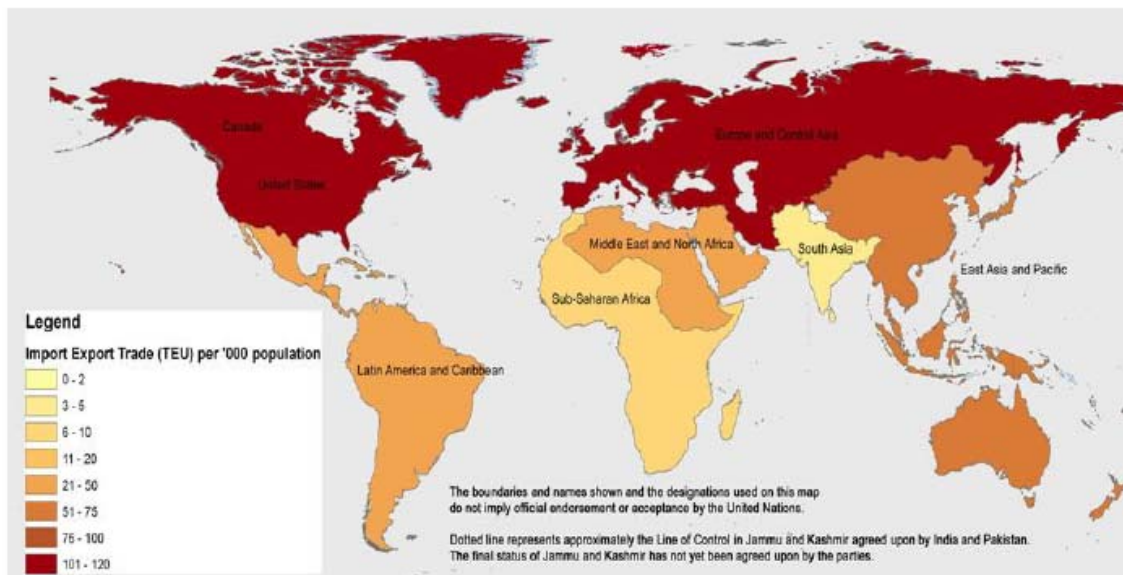 Canada
United States
Europe and Central Asia
Middle East and North Africa
South Asia
East Asia and Pacific
Sub-Saharan Africa
Latin America and Caribbean
Legend
Import Export Trade (TEU) per '000 population
0 - 2
3 - 5
6 - 10
11 - 20
21 - 50
51 - 75
75 - 100
101 - 120
The boundaries and names shown and the designations used on this map
do not imply official endorsement or acceptance by the United Nations.
Dotted line represents approximately the Line of Control in Jammu and Kashmir agreed upon by India and Pakistan.
The final status of Jammu and Kashmir has not yet been agreed upon by the parties.